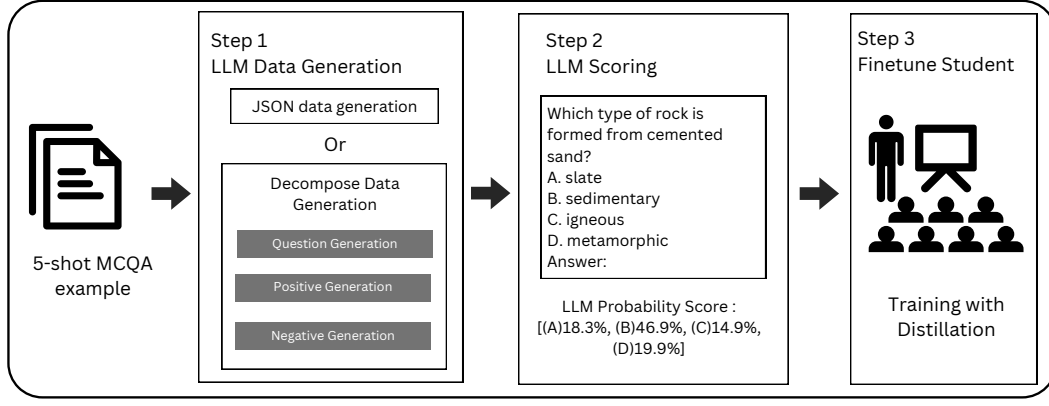 5-shot MCQA
example
Step 1
LLM Data Generation
JSON data generation
Or
Decompose Data
Generation
Question Generation
Positive Generation
Negative Generation
Step 2
LLM Scoring
Which type of rock is
formed from cemented
sand?
A. slate
B. sedimentary
C. igneous
D. metamorphic
Answer:
LLM Probability Score :
[(A)18.3%, (B)46.9%, (C)14.9%,
(D)19.9%]
Step 3
Finetune Student
Training with
Distillation